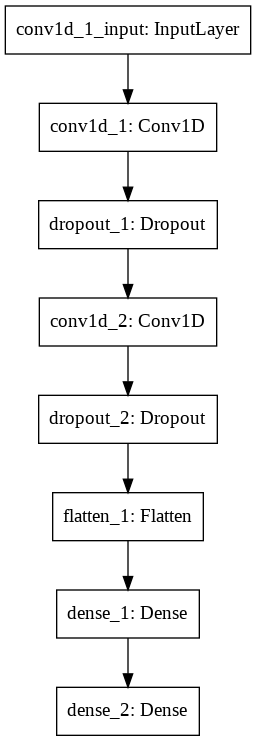 conv1d_1_input: InputLayer
conv1d_1: Conv1D
dropout_1: Dropout
conv1d_2: Conv1D
dropout_2: Dropout
flatten_1: Flatten
dense_1: Dense
dense_2: Dense